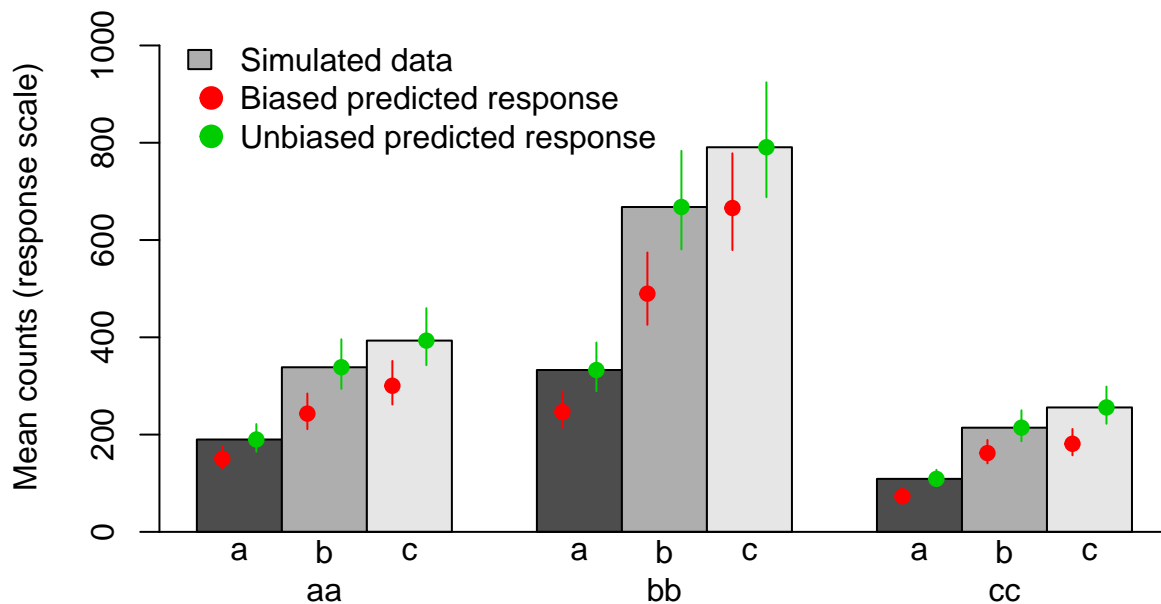 Mean counts (response scale)
1000
800
600
400
200
0
Simulated data
Biased predicted response
Unbiased predicted response
a b c a b c a b c
aa bb cc